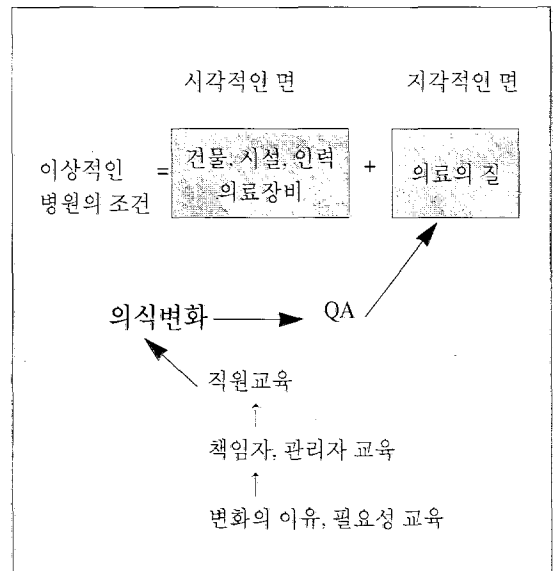 시각적인 면 지각적인 면
이상적인 = 건물, 시설, 인력 + 의료의 질
병원의 조건 의료장비
의식변화 QA
직원교육
↑
책임자, 관리자 교육
↑
변화의 이유, 필요성 교육